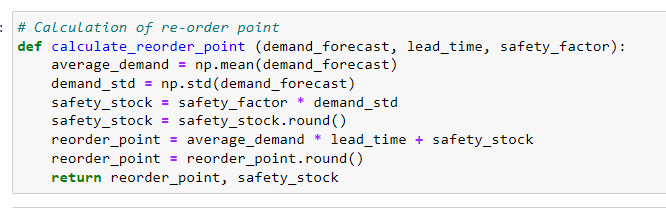 :
# Calculation of re-order point
def calculate_reorder_point (demand_forecast, lead_time, safety_factor):
    average_demand = np.mean(demand_forecast)
    demand_std = np.std(demand_forecast)
    safety_stock = safety_factor * demand_std
    safety_stock = safety_stock.round()
    reorder_point = average_demand * lead_time + safety_stock
    reorder_point = reorder_point.round()
    return reorder_point, safety_stock